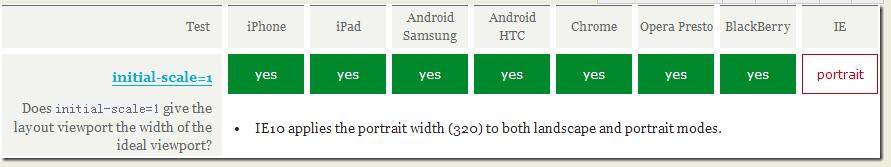 Test iPhone iPad Android Samsung Android HTC Chrome Opera Presto BlackBerry IE
initial-scale=1 yes yes yes yes yes yes yes portrait
Does initial-scale=1 give the
layout viewport the width of the
ideal viewport?
• IE10 applies the portrait width (320) to both landscape and portrait modes.